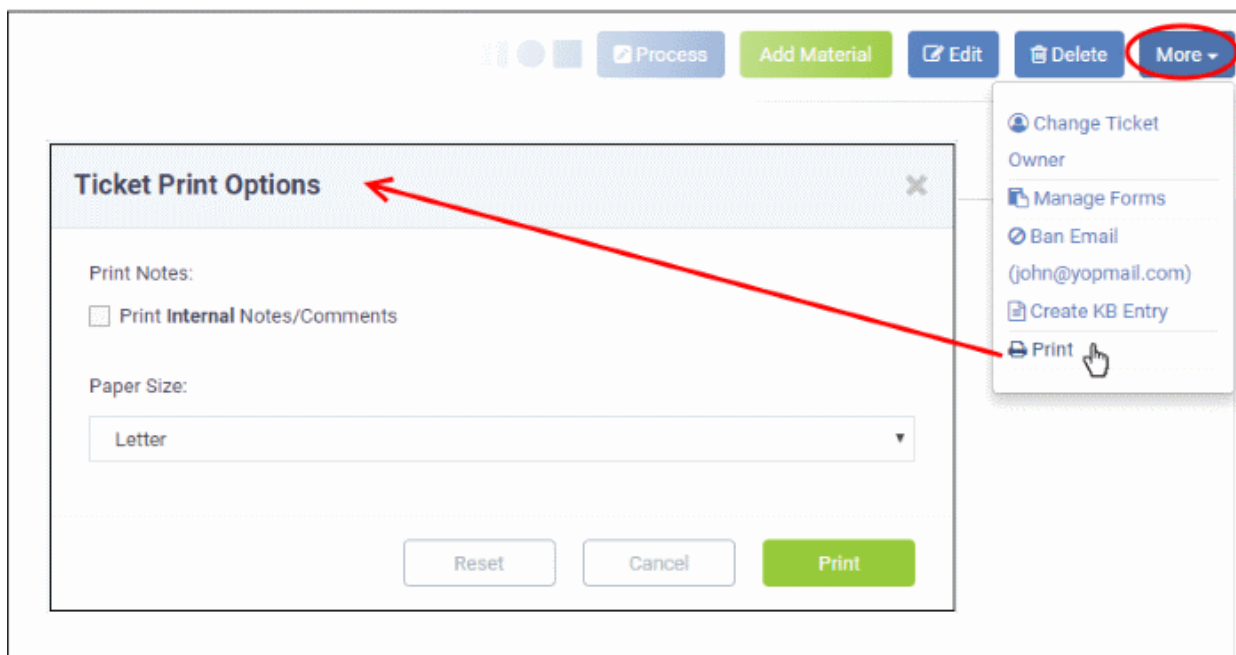 Process Add Material Edit Delete More
Change Ticket
Owner
Manage Forms
Ban Email
(john@yopmail.com)
Create KB Entry
Print
Ticket Print Options
Print Notes:
Print Internal Notes/Comments
Paper Size:
Letter
Reset Cancel Print